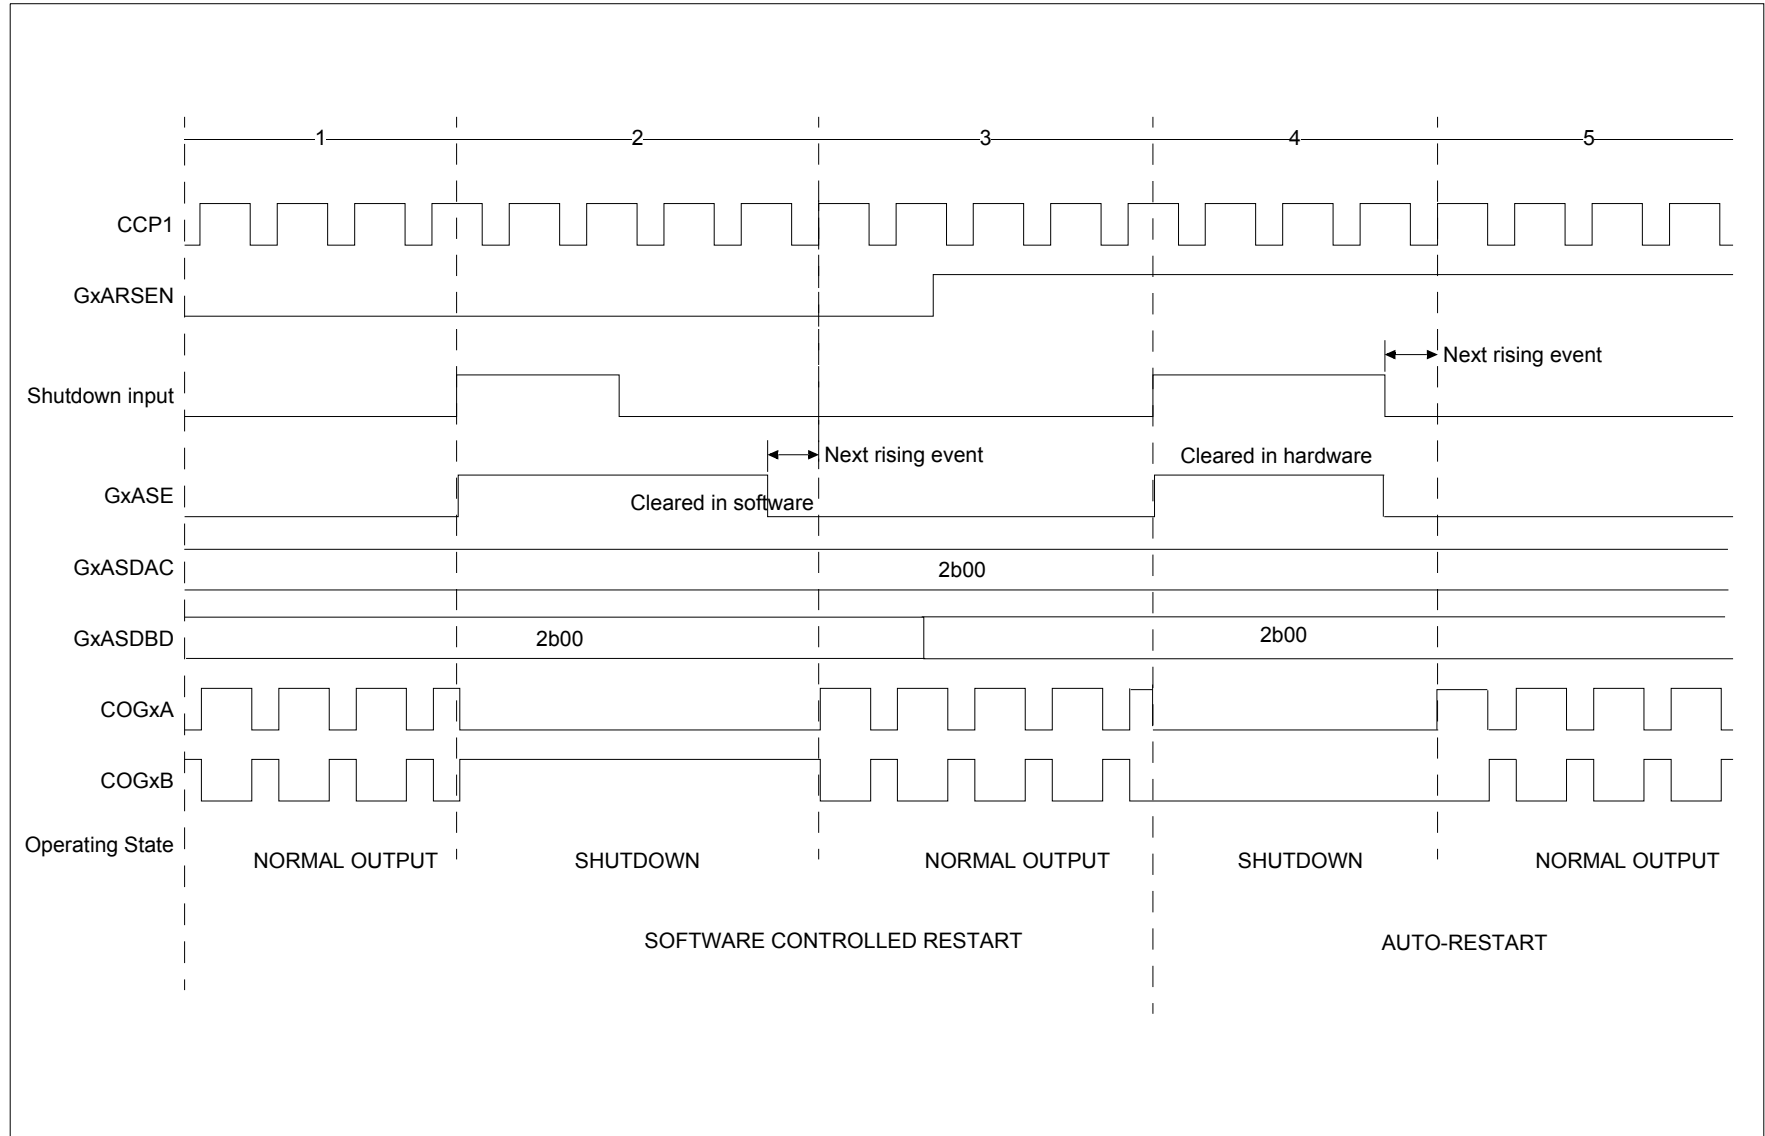 1 2 3 4 5
CCP1
GxARSEN
Next rising event
Shutdown input
Next rising event Cleared in hardware
GxASE
Cleared in software
GxASDAC 2b00
GxASDBD 2b00 2b00
COGxA
COGxB
Operating State
NORMAL OUTPUT SHUTDOWN NORMAL OUTPUT SHUTDOWN NORMAL OUTPUT
SOFTWARE CONTROLLED RESTART AUTO-RESTART